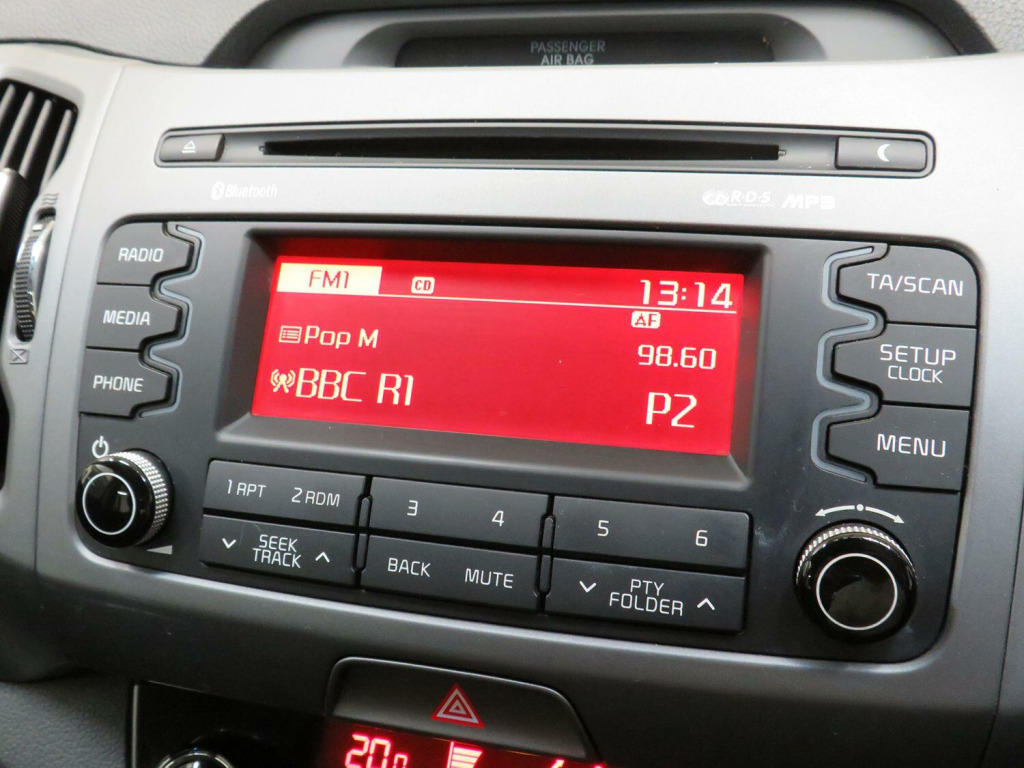 PASSENGER
AIR BAG
Bluetooth
R·D·S MP3
RADIO
MEDIA
PHONE
FM1 CD 13:14
AF
Pop M 98.60
BBC R1 P2
TA/SCAN
SETUP
CLOCK
MENU
1 RPT 2 RDM 3 4 5 6
SEEK
TRACK
BACK MUTE
PTY
FOLDER
20.0